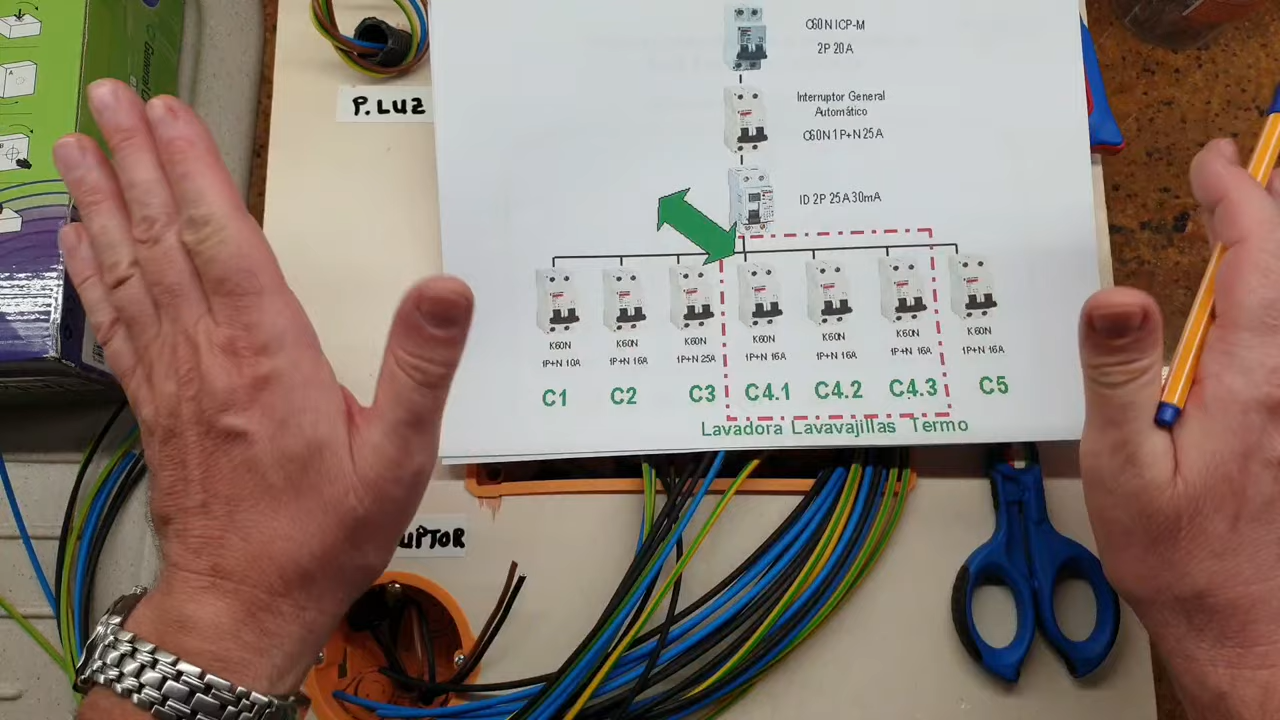 C60N ICP-M
2P 20A
P.LUZ
Interruptor General
Automático
C60N 1P+N 25A
ID 2P 25A 30mA
K60N K60N K60N K60N K60N K60N K60N
1P+N 10A 1P+N 16A 1P+N 25A 1P+N 16A 1P+N 16A 1P+N 16A 1P+N 16A
C1 C2 C3 C4.1 C4.2 C4.3 C5
Lavadora Lavavajillas Termo